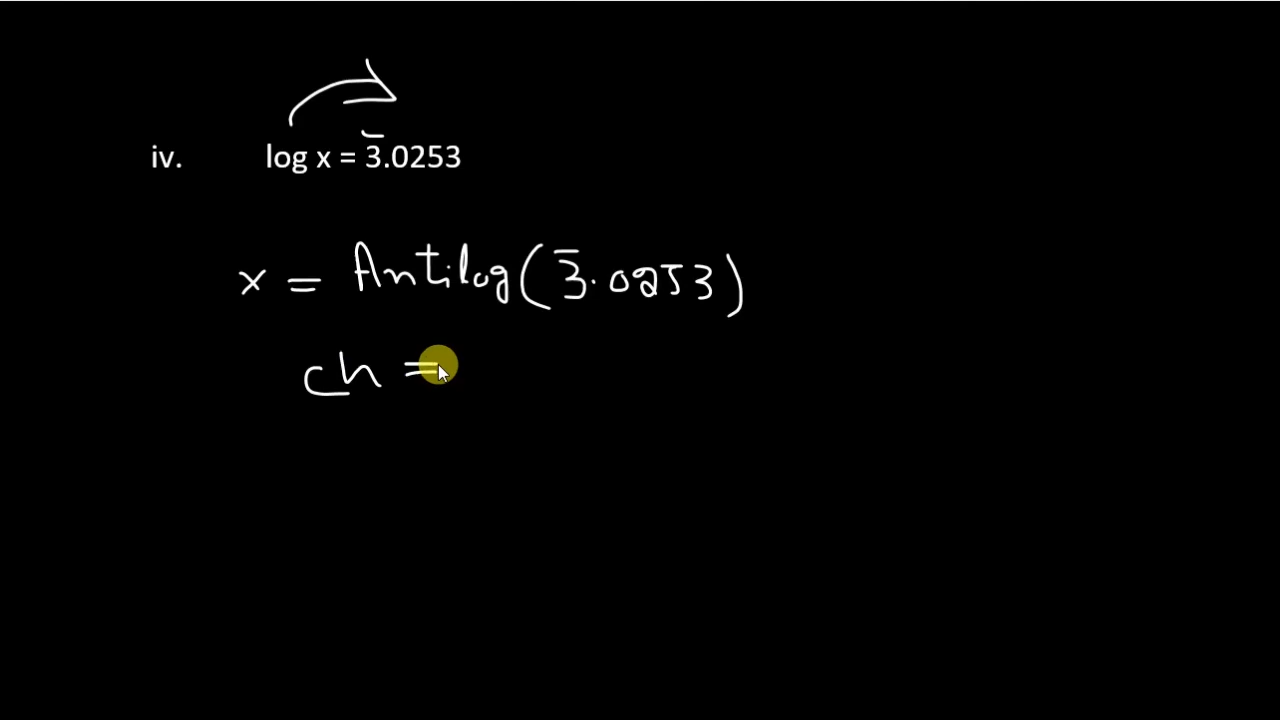 iv. log x = 3̅.0253
x = Antilog(3̅.0253)
ch =